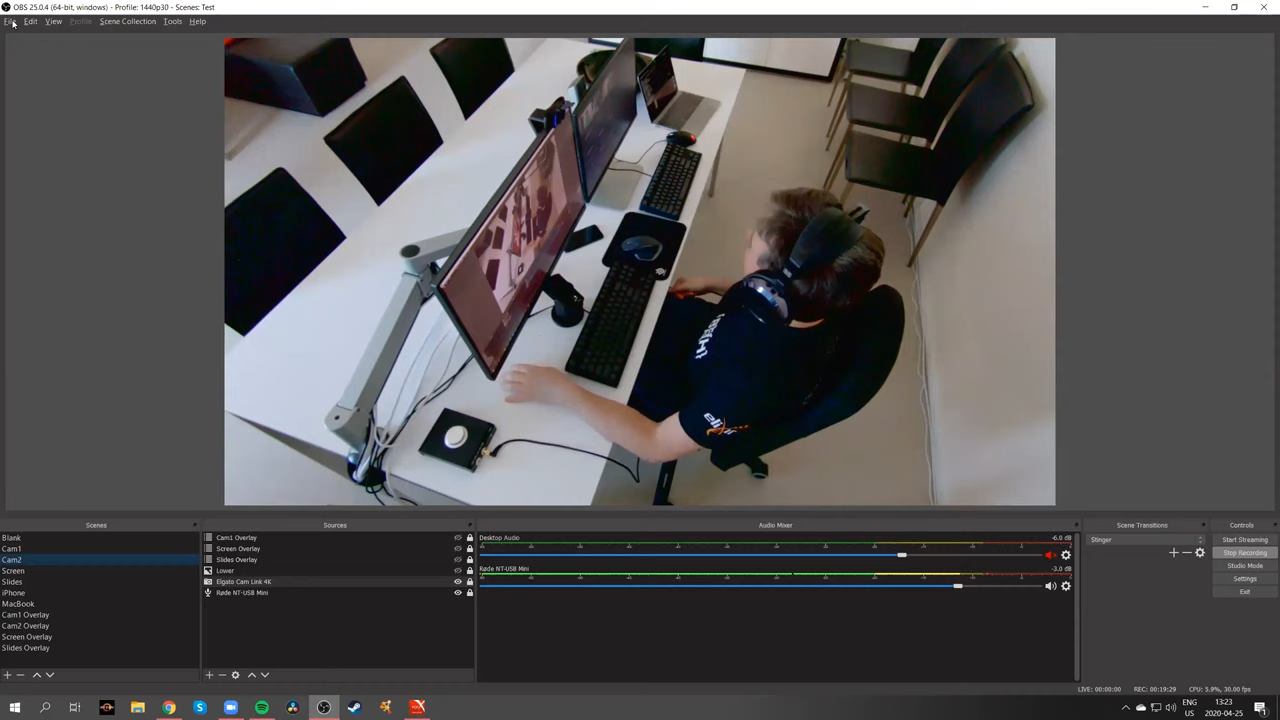 OBS 25.0.4 (64-bit, windows) - Profile: 1440p30 - Scenes: Test
File Edit View Profile Scene Collection Tools Help
elixir
Scenes
Blank
Cam1
Cam2
Screen
Slides
iPhone
MacBook
Cam1 Overlay
Cam2 Overlay
Screen Overlay
Slides Overlay
Sources
Cam1 Overlay
Screen Overlay
Slides Overlay
Lower
Elgato Cam Link 4K
Røde NT-USB Mini
Audio Mixer
Desktop Audio -6.0 dB
Røde NT-USB Mini -3.0 dB
Scene Transitions
Stinger
Controls
Start Streaming
Stop Recording
Studio Mode
Settings
Exit
LIVE: 00:00:00 REC: 00:19:29 CPU: 5.9%, 30.00 fps
ENG
US
13:23
2020-04-25